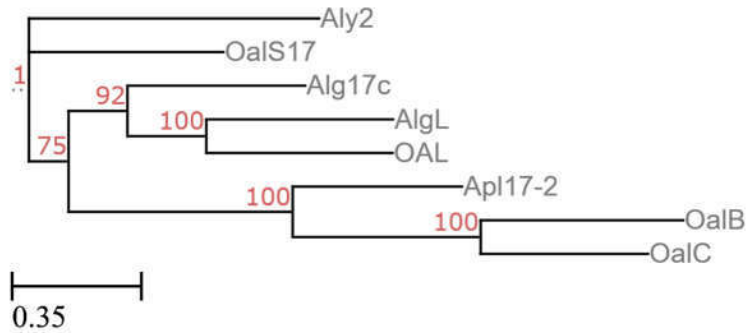 Aly2
OalS17
1
92 Alg17c
100 AlgL
75 OAL
100 Apl17-2
100 OalB
OalC
0.35